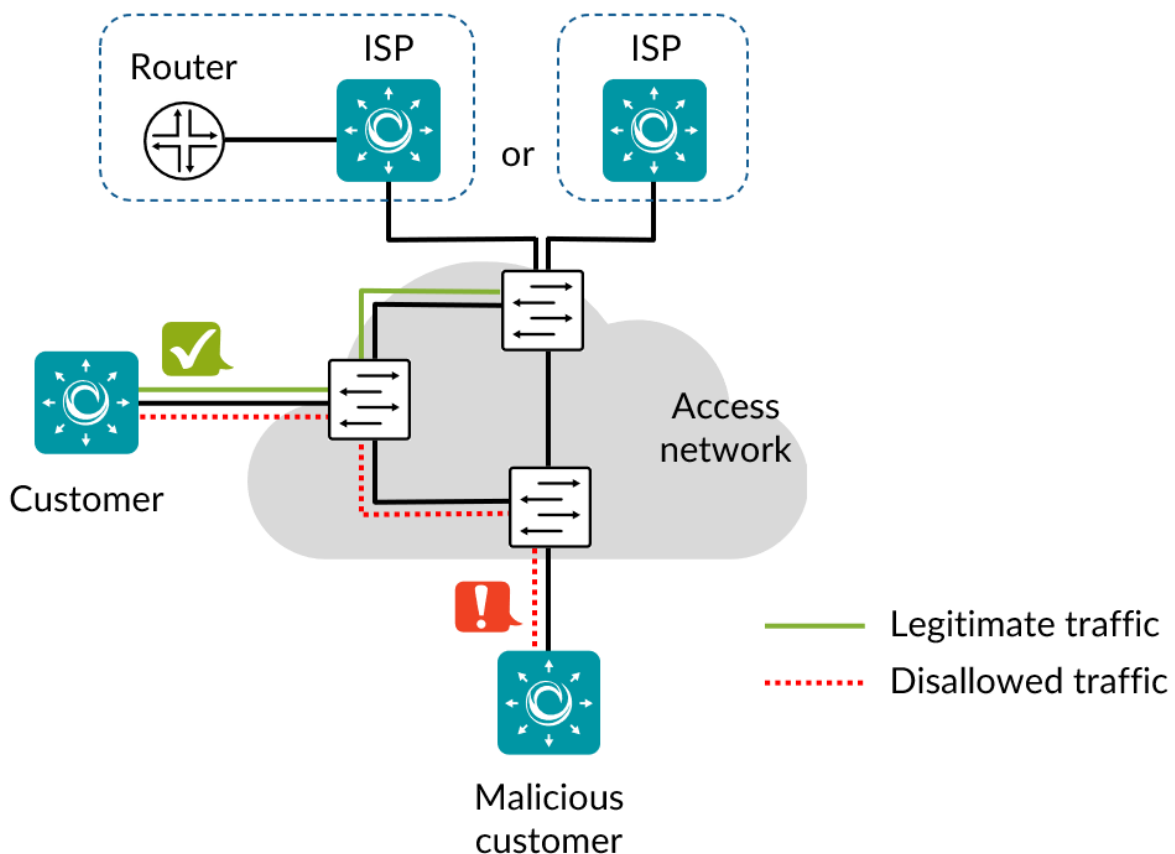 ISP
Router
ISP
or
Access
network
Customer
Legitimate traffic
Disallowed traffic
Malicious
customer